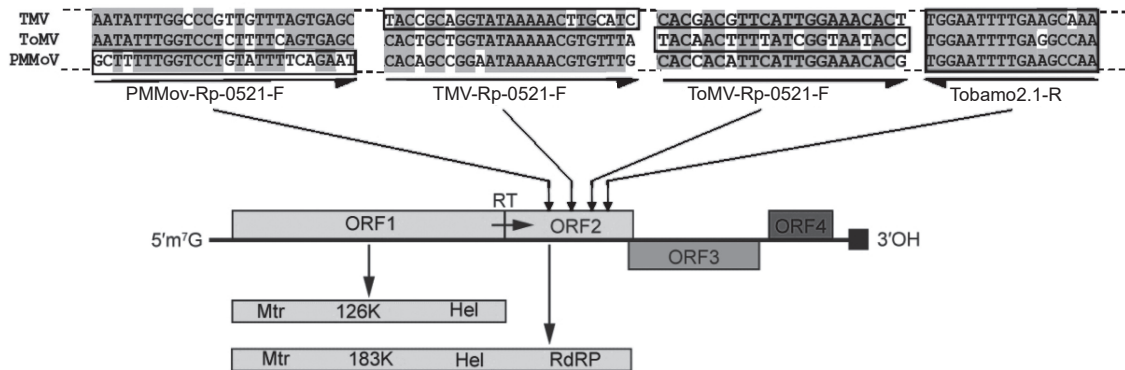 TMV AATATTTGGCCCGTTGTTTAGTGAGC TACCGCAGGTATAAAAACTTGCATC CACGACGTTCATTGGAAACACT TGGAATTTTGAAGCAAA
ToMV AATATTTGGTCCTCTTTTCAGTGAGC CACTGCTGGTATAAAAACGTGTTTA TACAACTTTTATCGGTAATACC TGGAATTTTGAGGCCAA
PMMoV GCTTTTTGGTCCTGTATTTTCAGAAT CACAGCCGGAATAAAAACGTGTTTG CACCACATTCATTGGAAACACG TGGAATTTTGAAGCCAA
PMMov-Rp-0521-F TMV-Rp-0521-F ToMV-Rp-0521-F Tobamo2.1-R
RT
ORF1 ORF2 ORF4
5'm⁷G 3'OH
ORF3
Mtr 126K Hel
Mtr 183K Hel RdRP